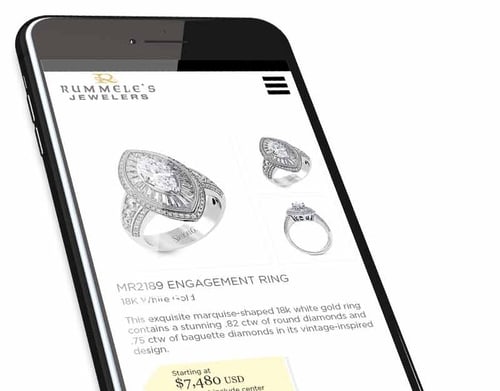 RUMMELE'S
JEWELERS
MR2189 ENGAGEMENT RING
18K White Gold
This exquisite marquise-shaped 18k white gold ring
contains a stunning .82 ctw of round diamonds and
.75 ctw of baguette diamonds in its vintage-inspired
design.
Starting at
$7,480 USD
include center